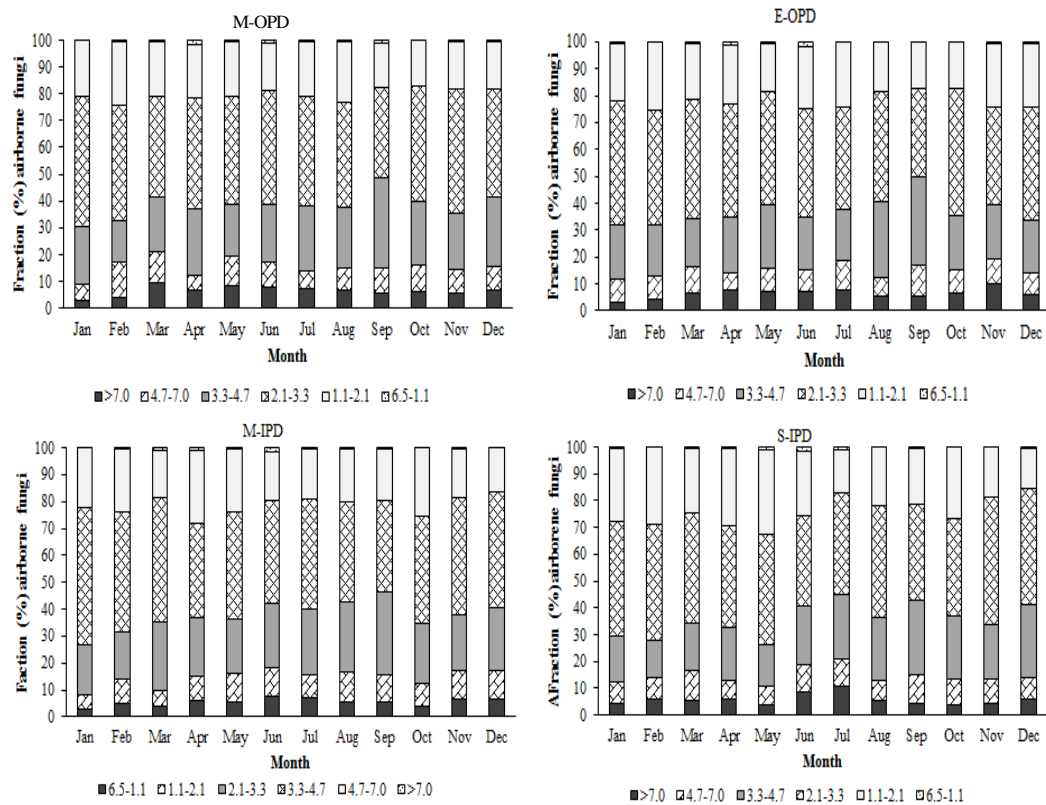 M-OPD
Fraction (%) airborne fungi
100
90
80
70
60
50
40
30
20
10
0
Jan Feb Mar Apr May Jun Jul Aug Sep Oct Nov Dec
Month
>7.0 4.7-7.0 3.3-4.7 2.1-3.3 1.1-2.1 6.5-1.1
E-OPD
Fraction (%) airborne fungi
100
90
80
70
60
50
40
30
20
10
0
Jan Feb Mar Apr May Jun Jul Aug Sep Oct Nov Dec
Month
>7.0 4.7-7.0 3.3-4.7 2.1-3.3 1.1-2.1 6.5-1.1
M-IPD
Faction (%) airborne fungi
100
90
80
70
60
50
40
30
20
10
0
Jan Feb Mar Apr May Jun Jul Aug Sep Oct Nov Dec
Month
6.5-1.1 1.1-2.1 2.1-3.3 3.3-4.7 4.7-7.0 >7.0
S-IPD
AFraction (%) airborene fungi
100
90
80
70
60
50
40
30
20
10
0
Jan Feb Mar Apr May Jun Jul Aug Sep Oct Nov Dec
Month
>7.0 4.7-7.0 3.3-4.7 2.1-3.3 1.1-2.1 6.5-1.1